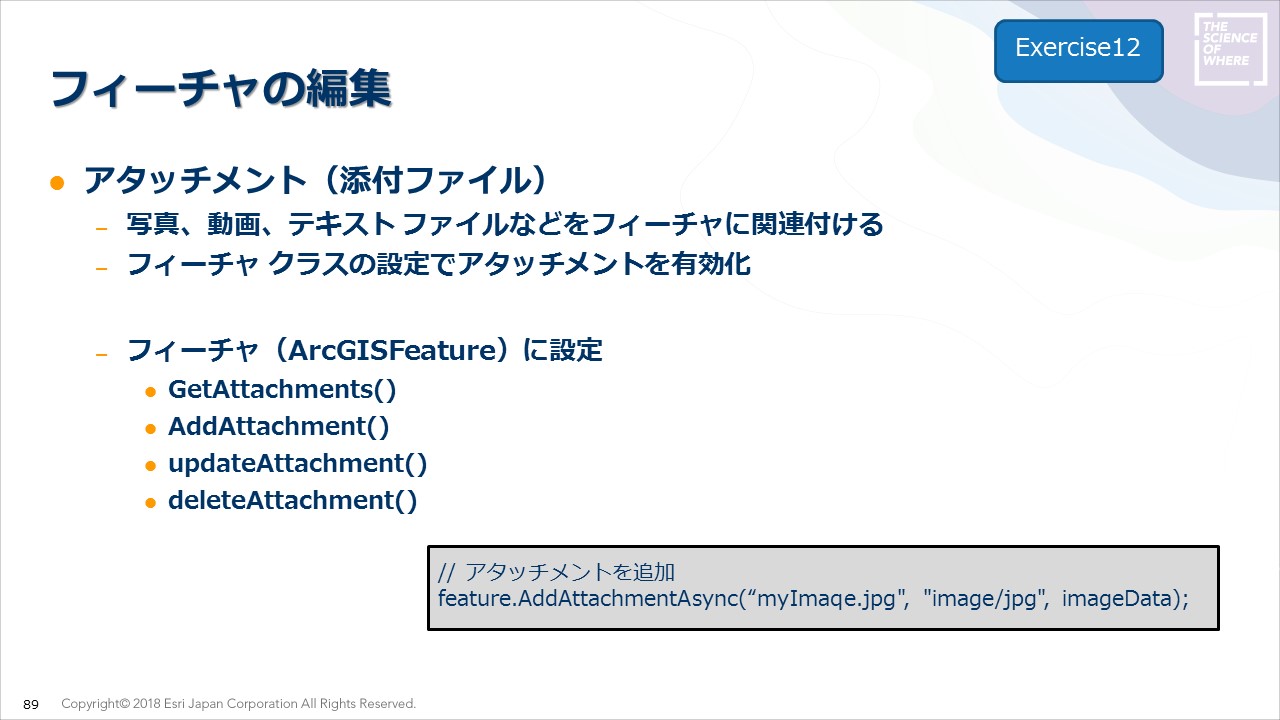 Exercise12
THE
SCIENCE
OF
WHERE
フィーチャの編集
アタッチメント（添付ファイル）
– 写真、動画、テキスト ファイルなどをフィーチャに関連付ける
– フィーチャ クラスの設定でアタッチメントを有効化
– フィーチャ（ArcGISFeature）に設定
GetAttachments()
AddAttachment()
updateAttachment()
deleteAttachment()
// アタッチメントを追加
feature.AddAttachmentAsync(“myImaqe.jpg", "image/jpg", imageData);
89 Copyright© 2018 Esri Japan Corporation All Rights Reserved.